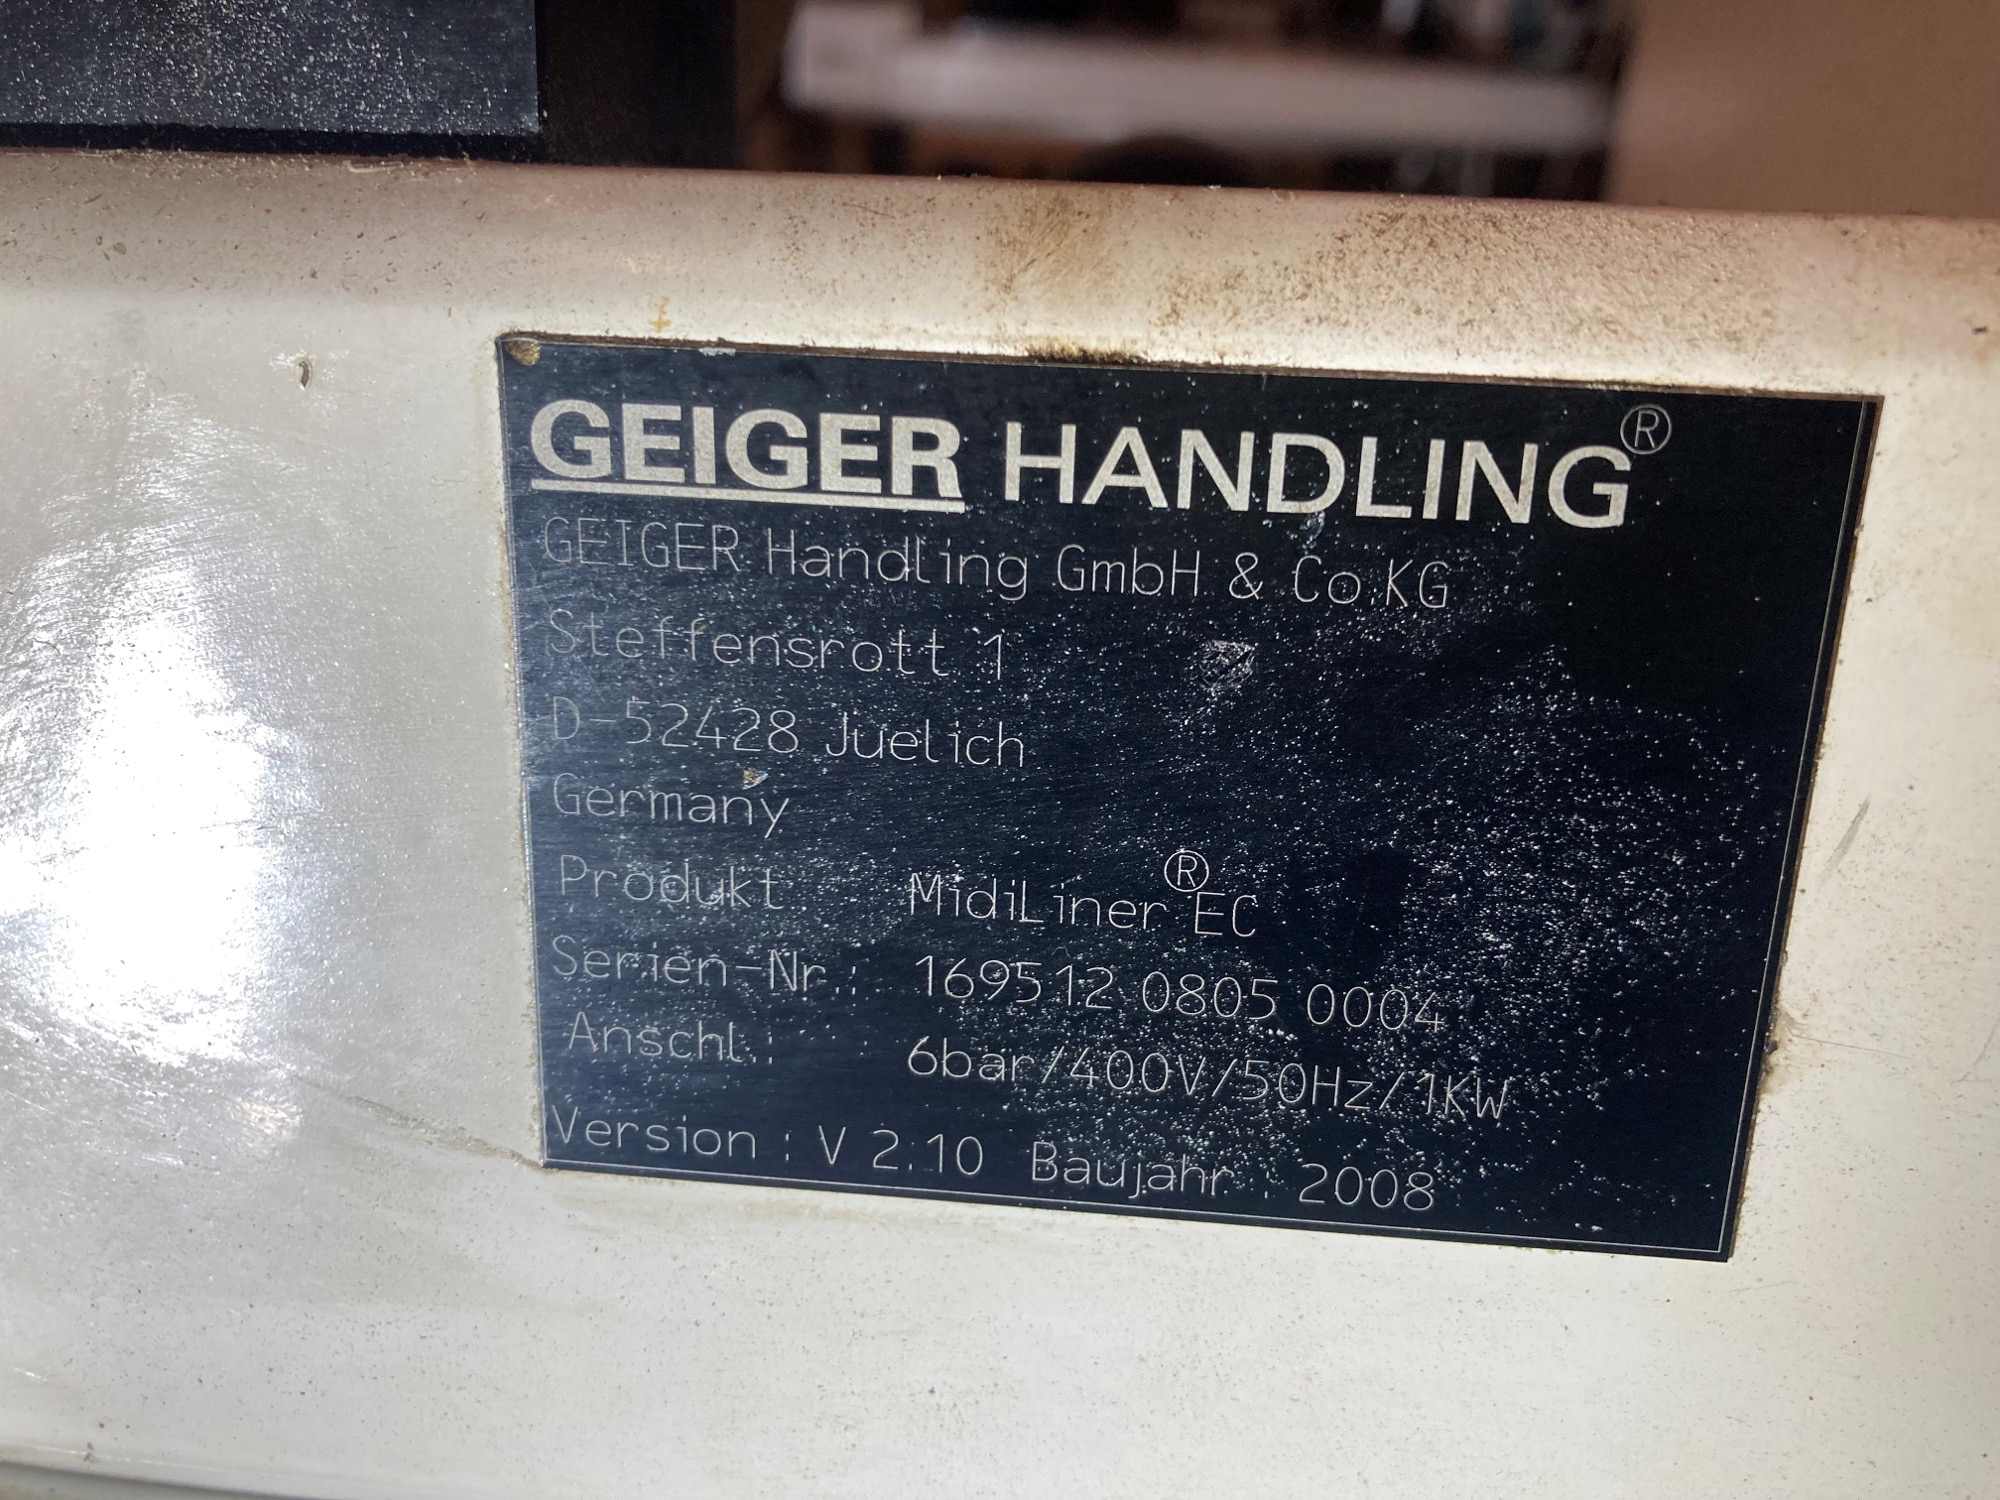 GEIGER HANDLING®
GEIGER Handling GmbH & Co.KG
Steffensrott 1
D-52428 Juelich
Germany
Produkt: MidiLiner® EC
Serien-Nr.: 169512 0805 0004
Anschl.: 6bar/400V/50Hz/1KW
Version: V 2.10 Baujahr: 2008